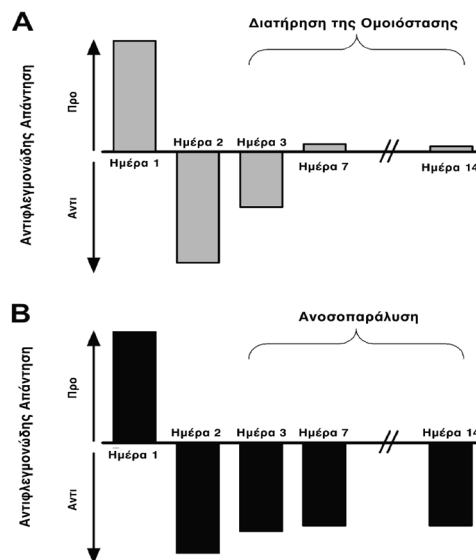 A
Διατήρηση της Ομοιόστασης
Αντιφλεγμονώδης Απάντηση
Προ
Αντι
Ημέρα 1
Ημέρα 2
Ημέρα 3
Ημέρα 7
Ημέρα 14
B
Ανοσοπαράλυση
Αντιφλεγμονώδης Απάντηση
Προ
Αντι
Ημέρα 1
Ημέρα 2
Ημέρα 3
Ημέρα 7
Ημέρα 14